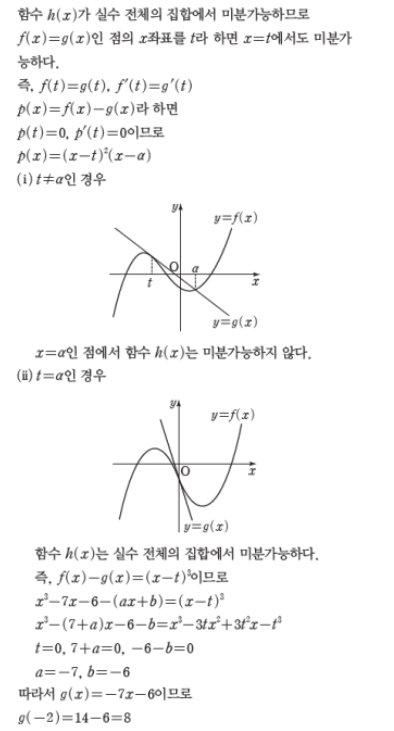 함수 h(x)가 실수 전체의 집합에서 미분가능하므로
f(x)=g(x)인 점의 x좌표를 t라 하면 x=t에서도 미분가
능하다.
즉, f(t)=g(t), f′(t)=g′(t)
p(x)=f(x)-g(x)라 하면
p(t)=0, p′(t)=0이므로
p(x)=(x-t)²(x-α)
(ⅰ) t≠α인 경우
y
y=f(x)
O
α
t
x
y=g(x)
x=α인 점에서 함수 h(x)는 미분가능하지 않다.
(ⅱ) t=α인 경우
y
y=f(x)
O
x
y=g(x)
함수 h(x)는 실수 전체의 집합에서 미분가능하다.
즉, f(x)-g(x)=(x-t)³이므로
x³-7x-6-(ax+b)=(x-t)³
x³-(7+a)x-6-b=x³-3tx²+3t²x-t³
t=0, 7+a=0, -6-b=0
a=-7, b=-6
따라서 g(x)=-7x-6이므로
g(-2)=14-6=8